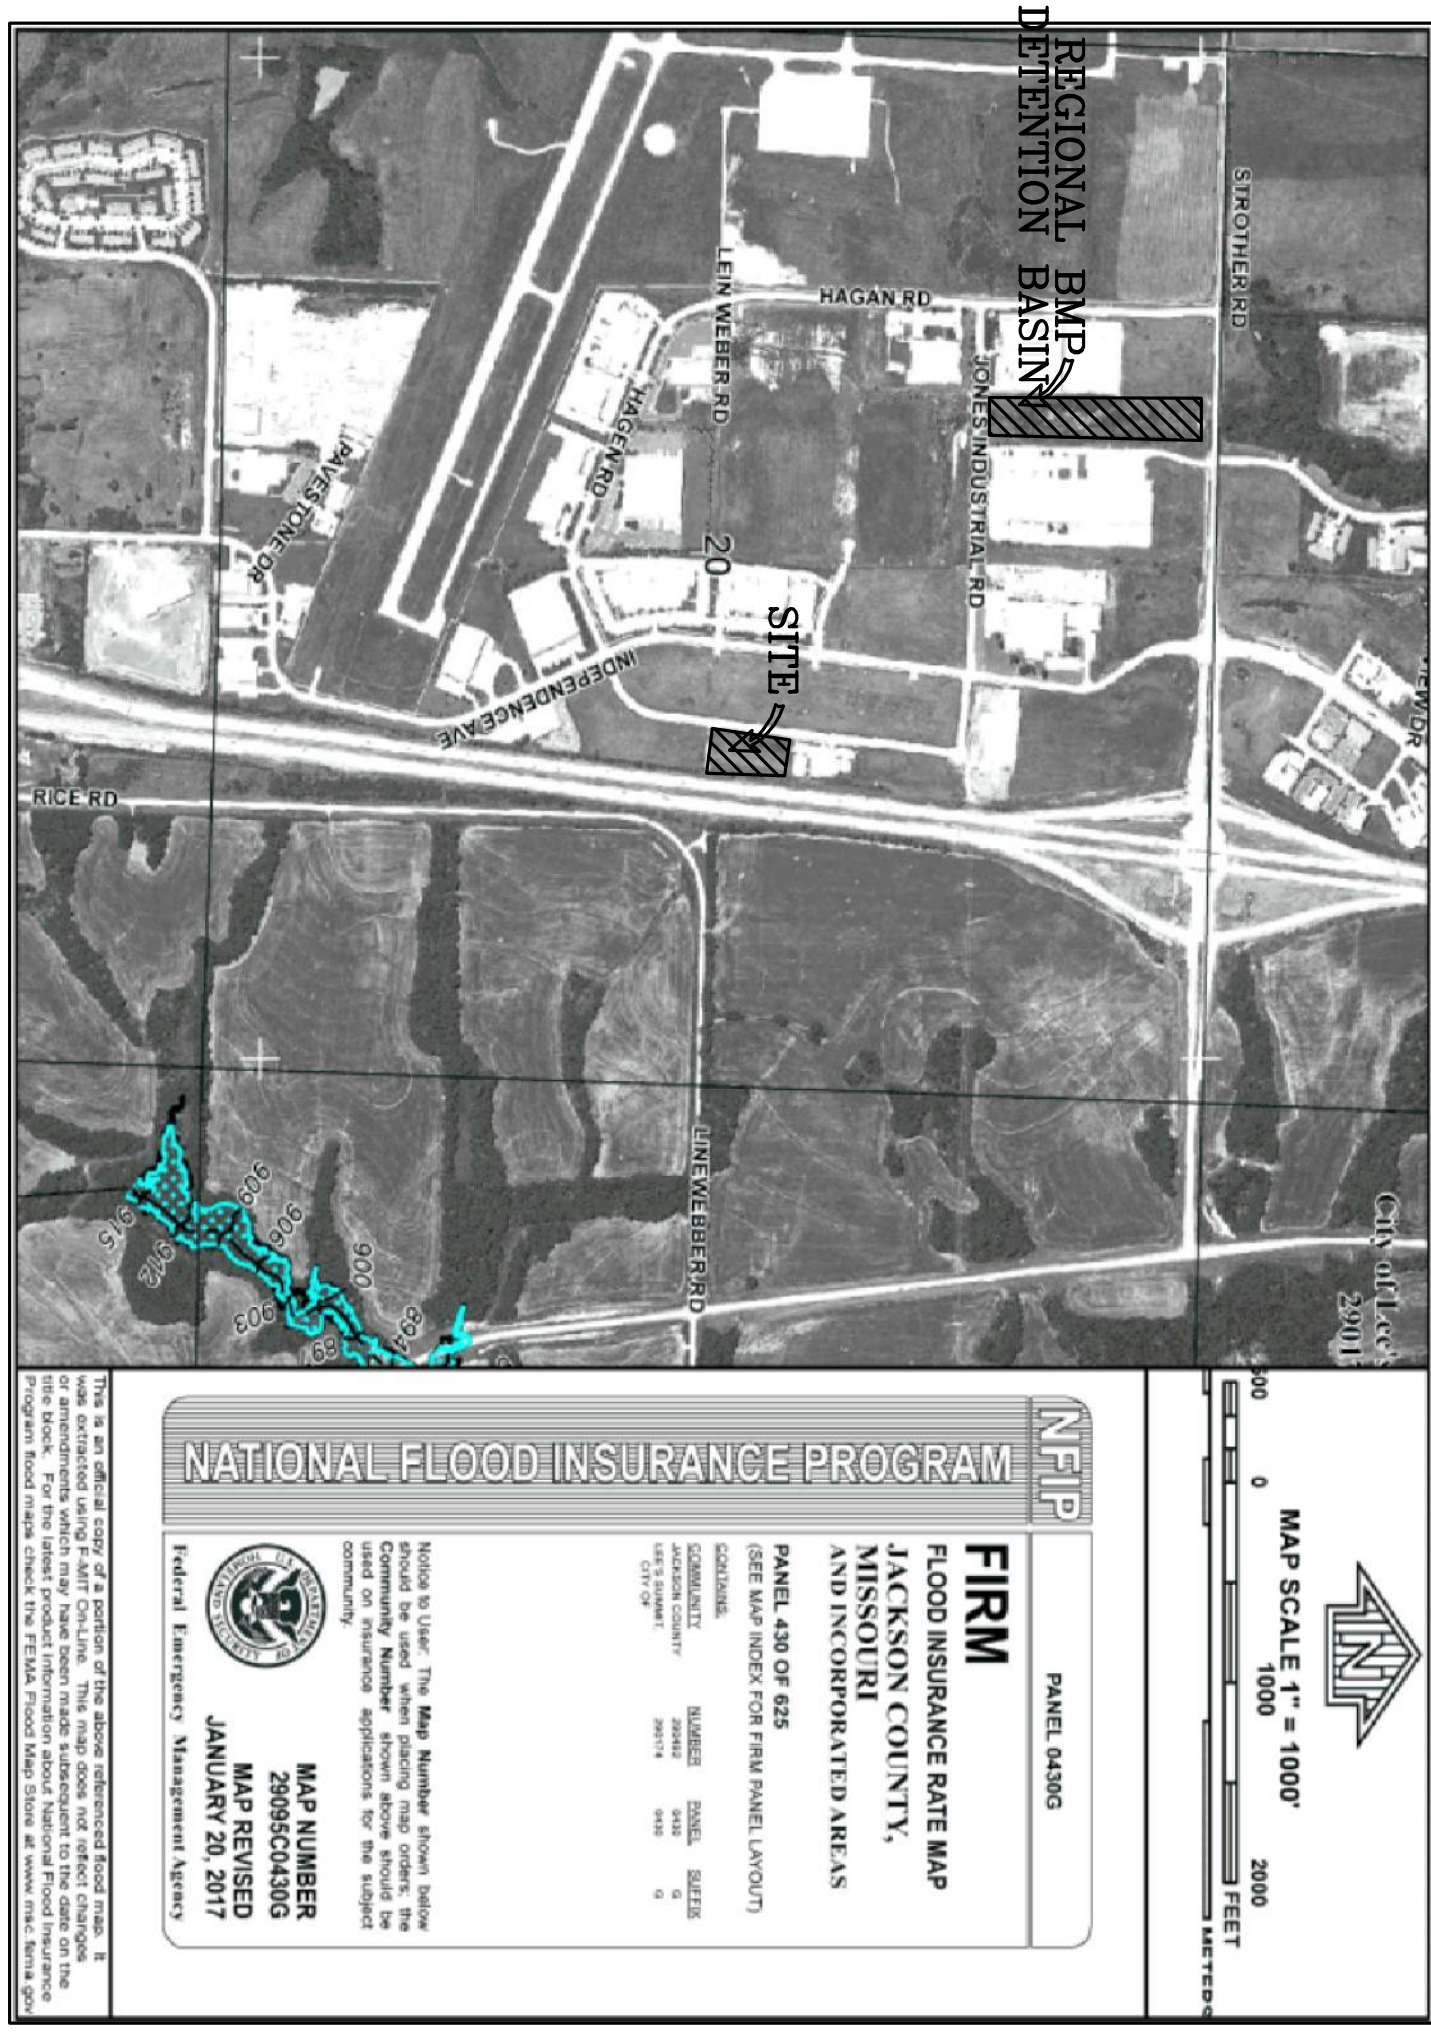 REGIONAL BMP
DETENTION BASIN
STROTHER RD
HAGAN RD
LEIN WEBER RD
JONES INDUSTRIAL RD
HAGEN RD
PAVESTONE DR
20
SITE
INDEPENDENCE AVE
VIEW DR
RICE RD
LINEWEBBER RD
City of Lee's
2901
915
912
909
906
903
900
894
MAP SCALE 1" = 1000'
500 0 1000 2000
FEET
METERS
NFIP
NATIONAL FLOOD INSURANCE PROGRAM
PANEL 0430G
FIRM
FLOOD INSURANCE RATE MAP
JACKSON COUNTY,
MISSOURI
AND INCORPORATED AREAS
PANEL 430 OF 625
(SEE MAP INDEX FOR FIRM PANEL LAYOUT)
CONTAINS:
COMMUNITY NUMBER PANEL SUFFIX
JACKSON COUNTY 290492 0430 G
LEE'S SUMMIT, 290174 0430 G
CITY OF
Notice to User: The Map Number shown below
should be used when placing map orders; the
Community Number shown above should be
used on insurance applications for the subject
community.
MAP NUMBER
29095C0430G
MAP REVISED
JANUARY 20, 2017
Federal Emergency Management Agency
This is an official copy of a portion of the above referenced flood map. It
was extracted using F-MIT On-Line. This map does not reflect changes
or amendments which may have been made subsequent to the date on the
title block. For the latest product information about National Flood Insurance
Program flood maps check the FEMA Flood Map Store at www.msc.fema.gov